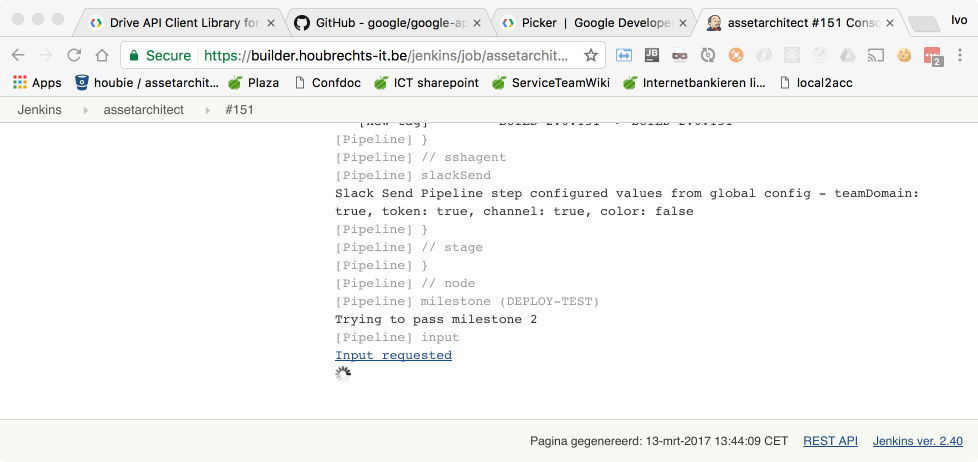 Drive API Client Library for
GitHub - google/google-ap
Picker | Google Developer
assetarchitect #151 Conso
Ivo
Secure
https://builder.houbrechts-it.be/jenkins/job/assetarchit...
JB
2
Apps
houbie / assetarchit...
Plaza
Confdoc
ICT sharepoint
ServiceTeamWiki
Internetbankieren li...
local2acc
Jenkins
assetarchitect
#151
[Pipeline] }
[Pipeline] // sshagent
[Pipeline] slackSend
Slack Send Pipeline step configured values from global config - teamDomain:
true, token: true, channel: true, color: false
[Pipeline] }
[Pipeline] // stage
[Pipeline] }
[Pipeline] // node
[Pipeline] milestone (DEPLOY-TEST)
Trying to pass milestone 2
[Pipeline] input
Input requested
Pagina gegenereerd: 13-mrt-2017 13:44:09 CET
REST API
Jenkins ver. 2.40